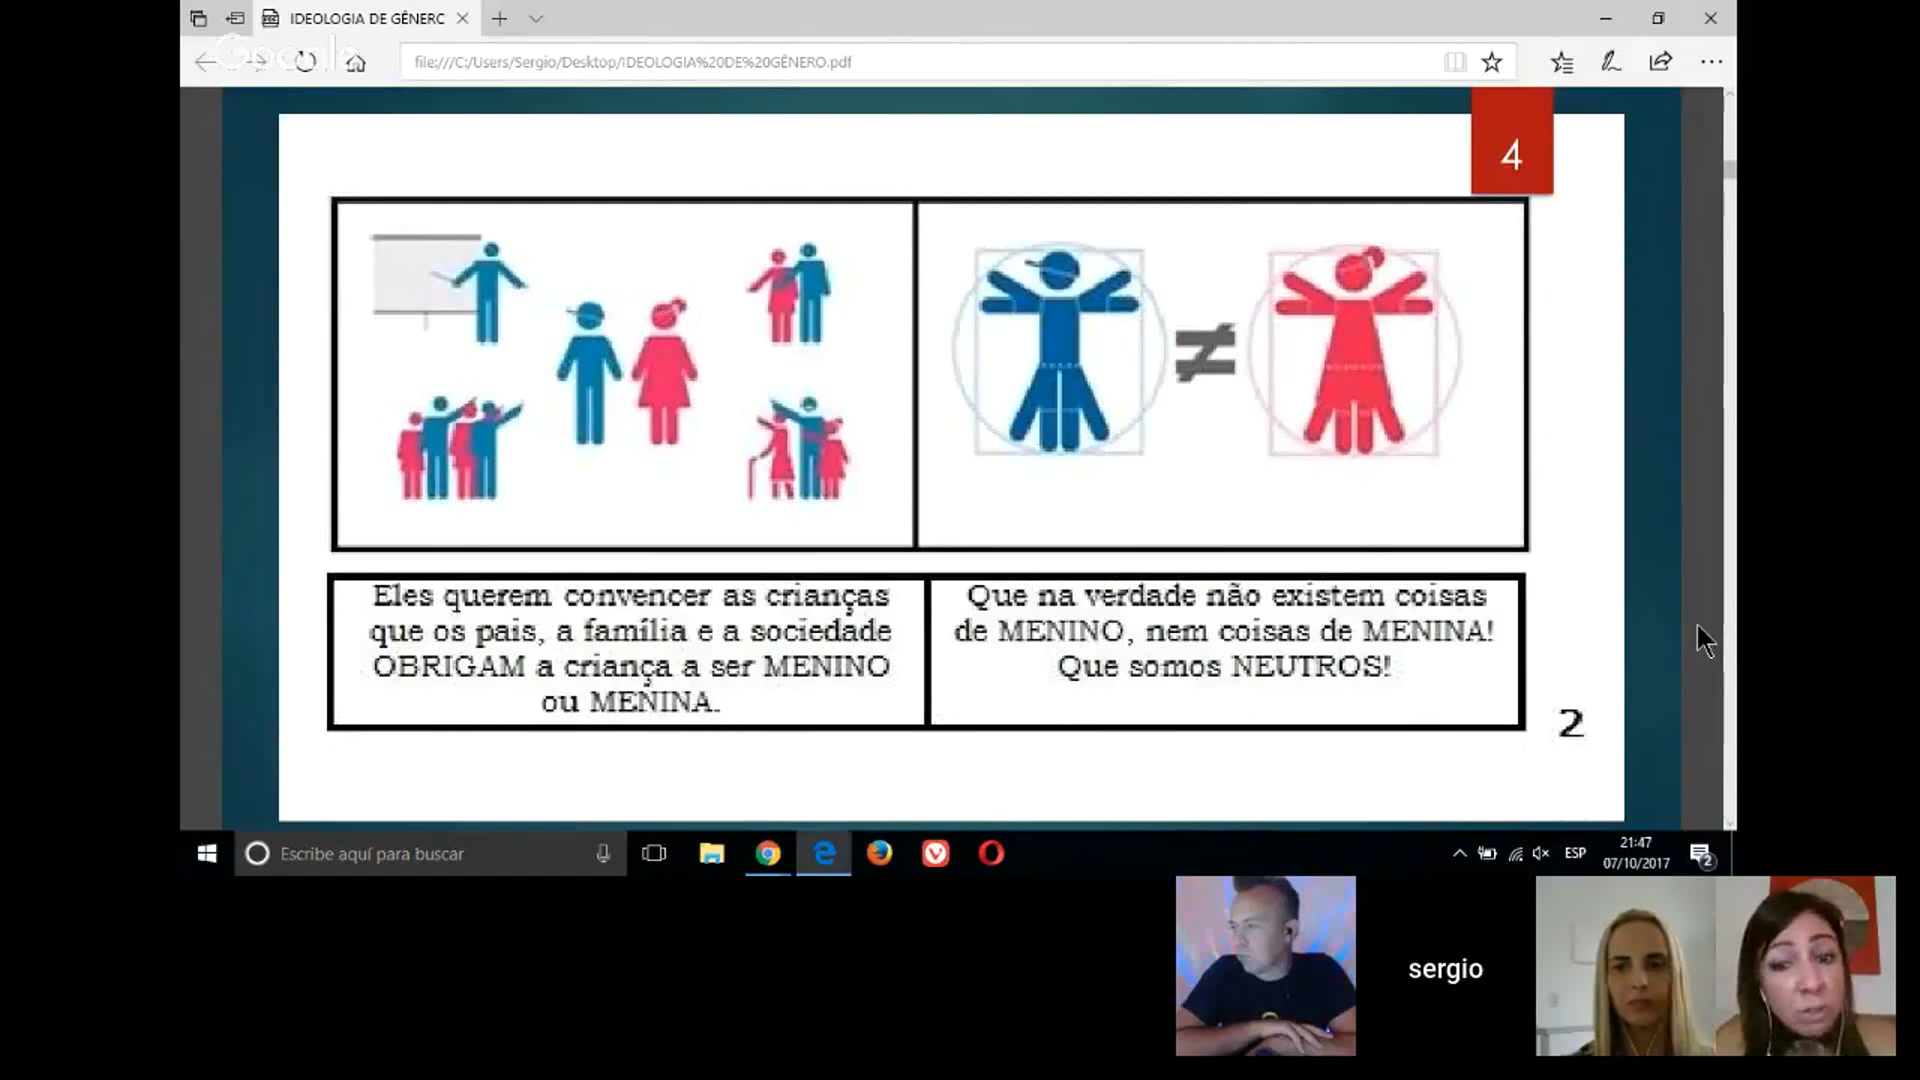 IDEOLOGIA DE GÊNERC
file:///C:/Users/Sergio/Desktop/IDEOLOGIA%20DE%20GÊNERO.pdf
4
Eles querem convencer as crianças
que os pais, a família e a sociedade
OBRIGAM a criança a ser MENINO
ou MENINA.
Que na verdade não existem coisas
de MENINO, nem coisas de MENINA!
Que somos NEUTROS!
2
Escribe aquí para buscar
ESP
21:47
07/10/2017
2
sergio